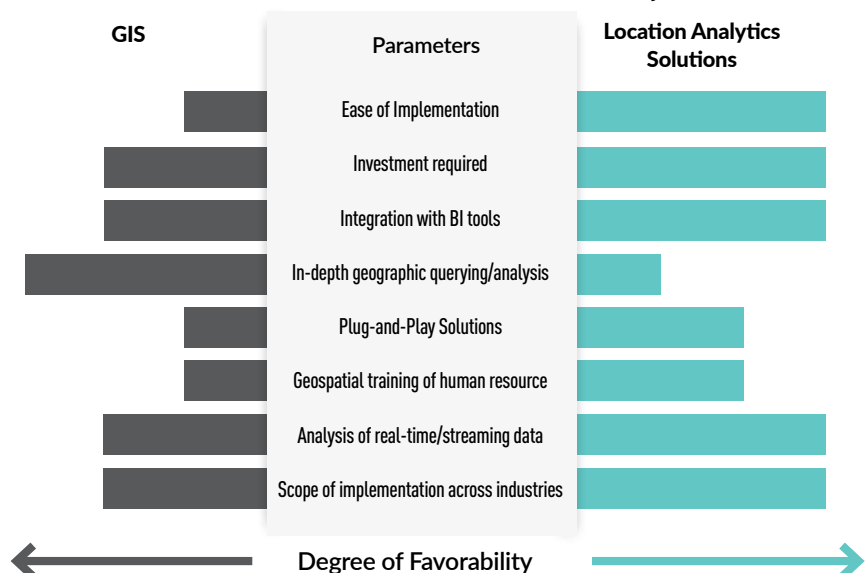 GIS
Parameters
Location Analytics
Solutions
Ease of Implementation
Investment required
Integration with BI tools
In-depth geographic querying/analysis
Plug-and-Play Solutions
Geospatial training of human resource
Analysis of real-time/streaming data
Scope of implementation across industries
Degree of Favorability